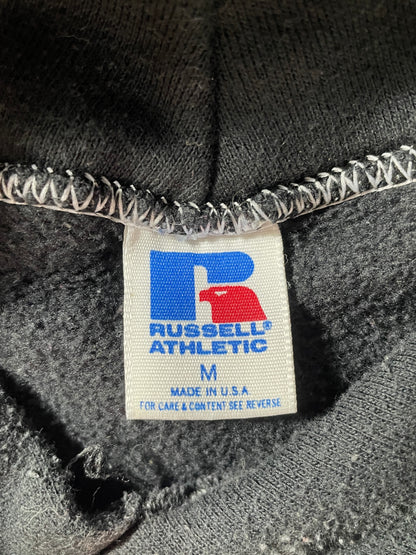 RUSSELL®
ATHLETIC
M
MADE IN U.S.A
FOR CARE & CONTENT SEE REVERSE